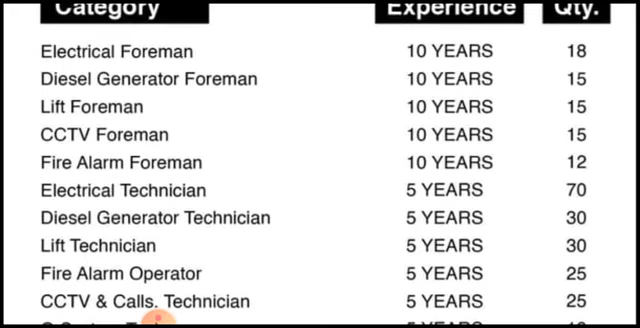 Category Experience Qty.
Electrical Foreman 10 YEARS 18
Diesel Generator Foreman 10 YEARS 15
Lift Foreman 10 YEARS 15
CCTV Foreman 10 YEARS 15
Fire Alarm Foreman 10 YEARS 12
Electrical Technician 5 YEARS 70
Diesel Generator Technician 5 YEARS 30
Lift Technician 5 YEARS 30
Fire Alarm Operator 5 YEARS 25
CCTV & Calls. Technician 5 YEARS 25
5 YEARS